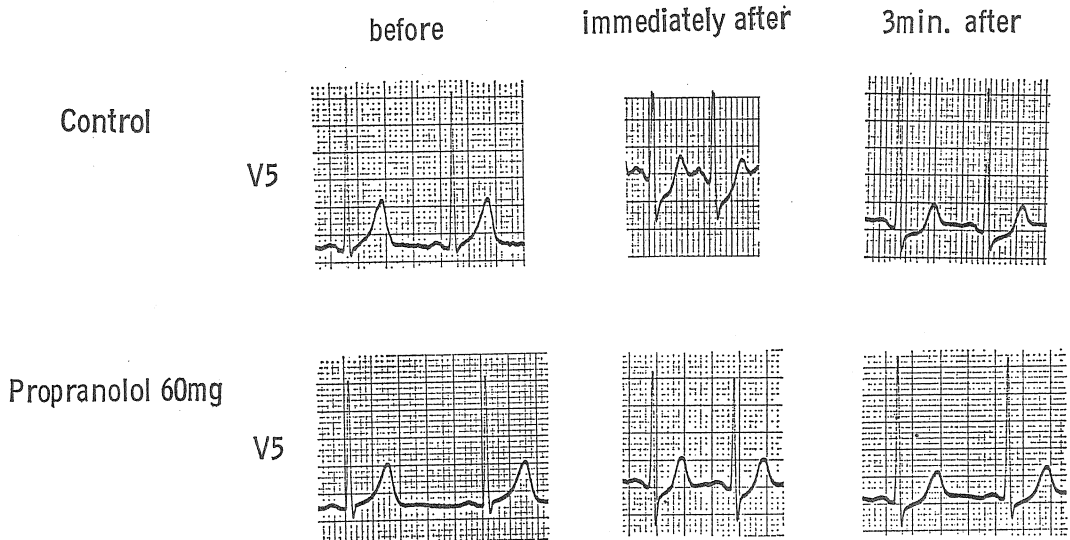 before immediately after 3min. after
Control
V5
Propranolol 60mg
V5